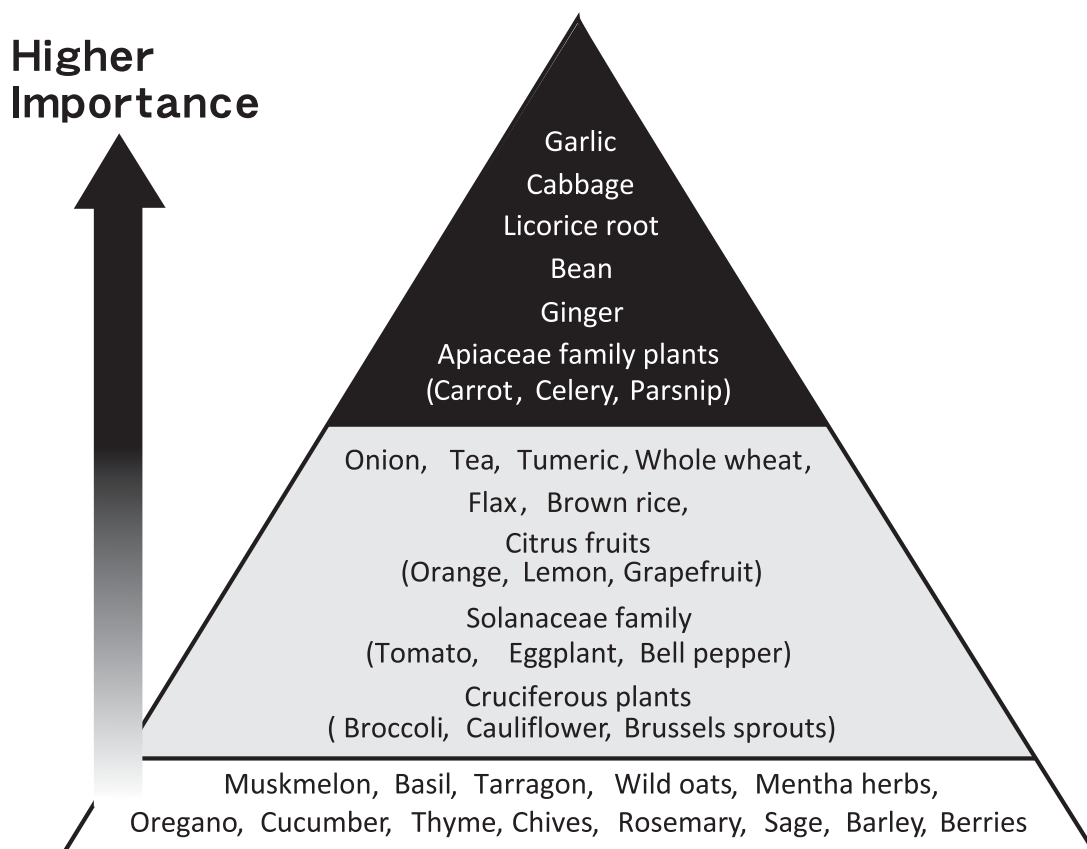 Higher
Importance
Garlic
Cabbage
Licorice root
Bean
Ginger
Apiaceae family plants
(Carrot, Celery, Parsnip)
Onion, Tea, Tumeric, Whole wheat,
Flax, Brown rice,
Citrus fruits
(Orange, Lemon, Grapefruit)
Solanaceae family
(Tomato, Eggplant, Bell pepper)
Cruciferous plants
( Broccoli, Cauliflower, Brussels sprouts)
Muskmelon, Basil, Tarragon, Wild oats, Mentha herbs,
Oregano, Cucumber, Thyme, Chives, Rosemary, Sage, Barley, Berries